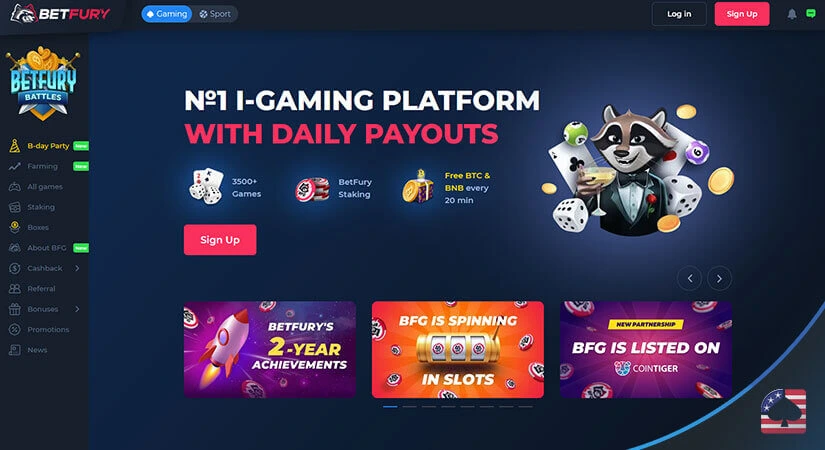 BETFURY
Gaming
Sport
Log in
Sign Up
BETFURY
BATTLES
B-day Party New
Farming New
All games
Staking
Boxes
About BFG New
Cashback
Referral
Bonuses
Promotions
News
№1 I-GAMING PLATFORM
WITH DAILY PAYOUTS
3500+
Games
BetFury
Staking
Free BTC &
BNB every
20 min
Sign Up
BETFURY'S
2-YEAR
ACHIEVEMENTS
BFG IS SPINNING
IN SLOTS
NEW PARTNERSHIP
BFG IS LISTED ON
COINTIGER